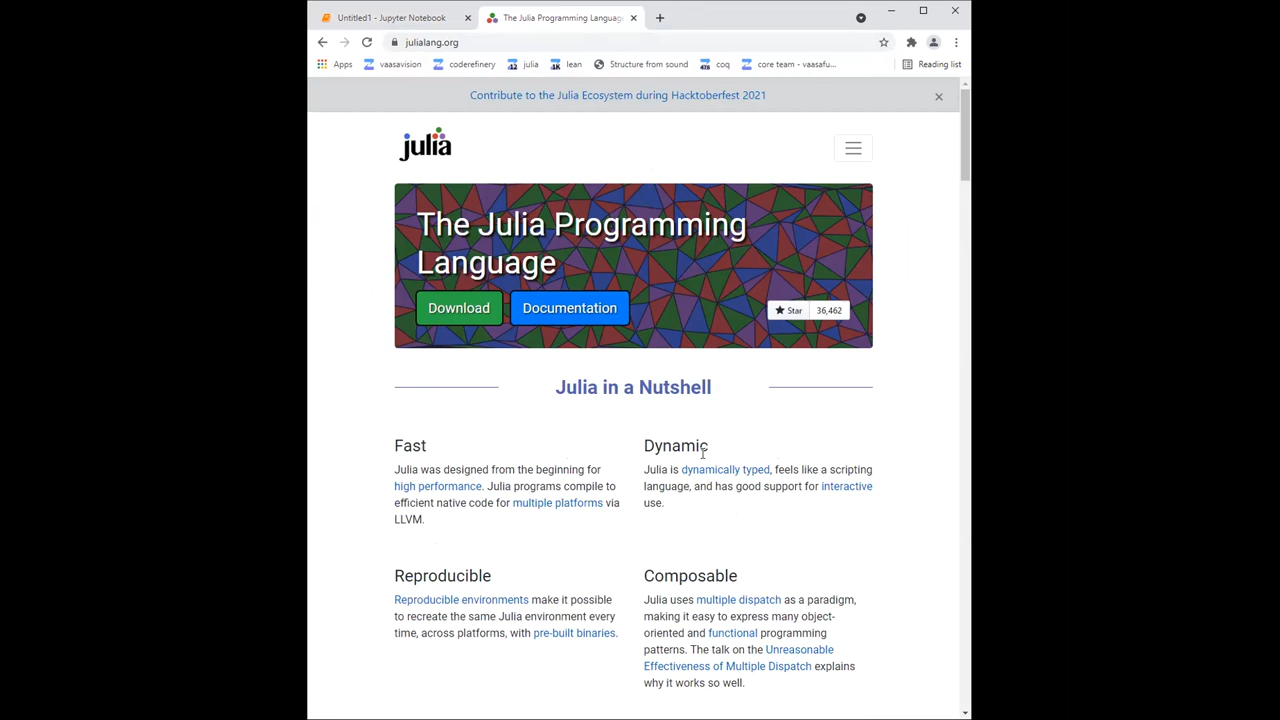 Untitled1 - Jupyter Notebook
The Julia Programming Language
julialang.org
Apps
vaasavision
coderefinery
12
julia
1K
lean
Structure from sound
475
coq
core team - vaasafu...
Reading list
Contribute to the Julia Ecosystem during Hacktoberfest 2021
julia
The Julia Programming
Language
Download
Documentation
Star
36,462
Julia in a Nutshell
Fast
Julia was designed from the beginning for
high performance. Julia programs compile to
efficient native code for multiple platforms via
LLVM.
Dynamic
Julia is dynamically typed, feels like a scripting
language, and has good support for interactive
use.
Reproducible
Reproducible environments make it possible
to recreate the same Julia environment every
time, across platforms, with pre-built binaries.
Composable
Julia uses multiple dispatch as a paradigm,
making it easy to express many object-
oriented and functional programming
patterns. The talk on the Unreasonable
Effectiveness of Multiple Dispatch explains
why it works so well.